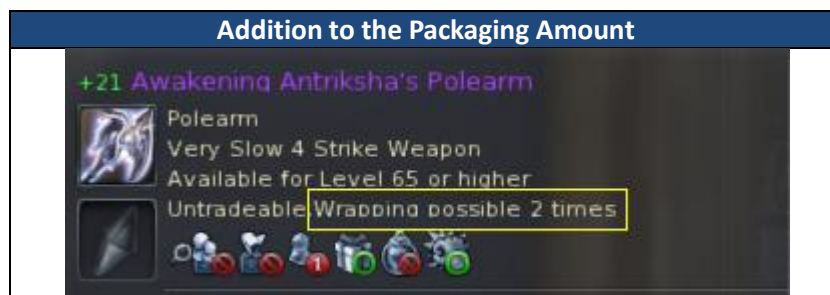 Addition to the Packaging Amount
+21 Awakening Antriksha's Polearm
Polearm
Very Slow 4 Strike Weapon
Available for Level 65 or higher
Untradeable,Wrapping possible 2 times
1